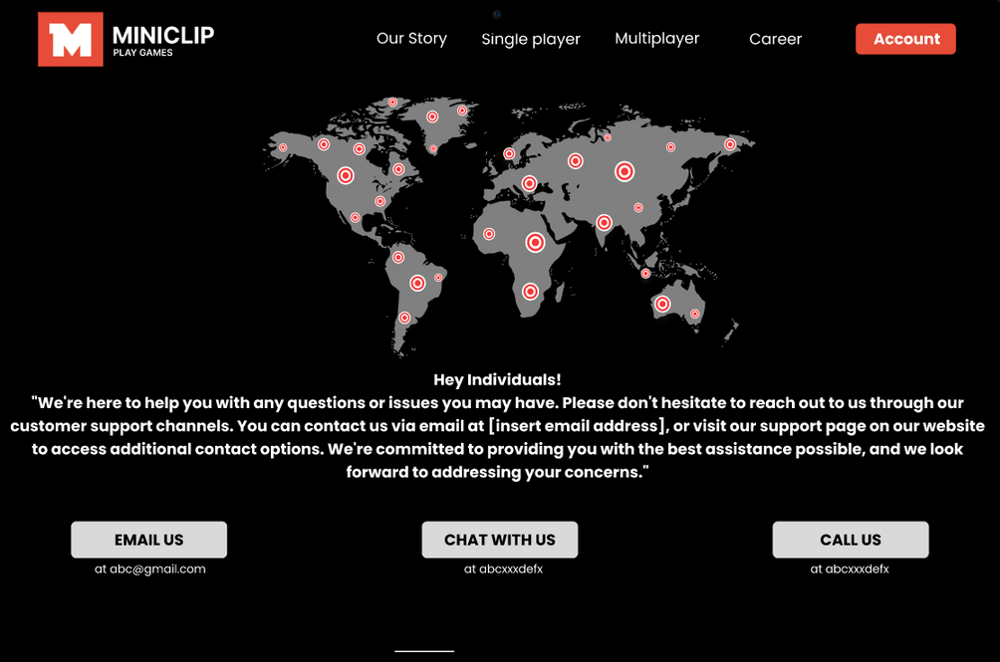 MINICLIP
PLAY GAMES
Our Story
Single player
Multiplayer
Career
Account
Hey Individuals!
"We're here to help you with any questions or issues you may have. Please don't hesitate to reach out to us through our
customer support channels. You can contact us via email at [insert email address], or visit our support page on our website
to access additional contact options. We're committed to providing you with the best assistance possible, and we look
forward to addressing your concerns."
EMAIL US
CHAT WITH US
CALL US
at abc@gmail.com
at abcxxxdefx
at abcxxxdefx